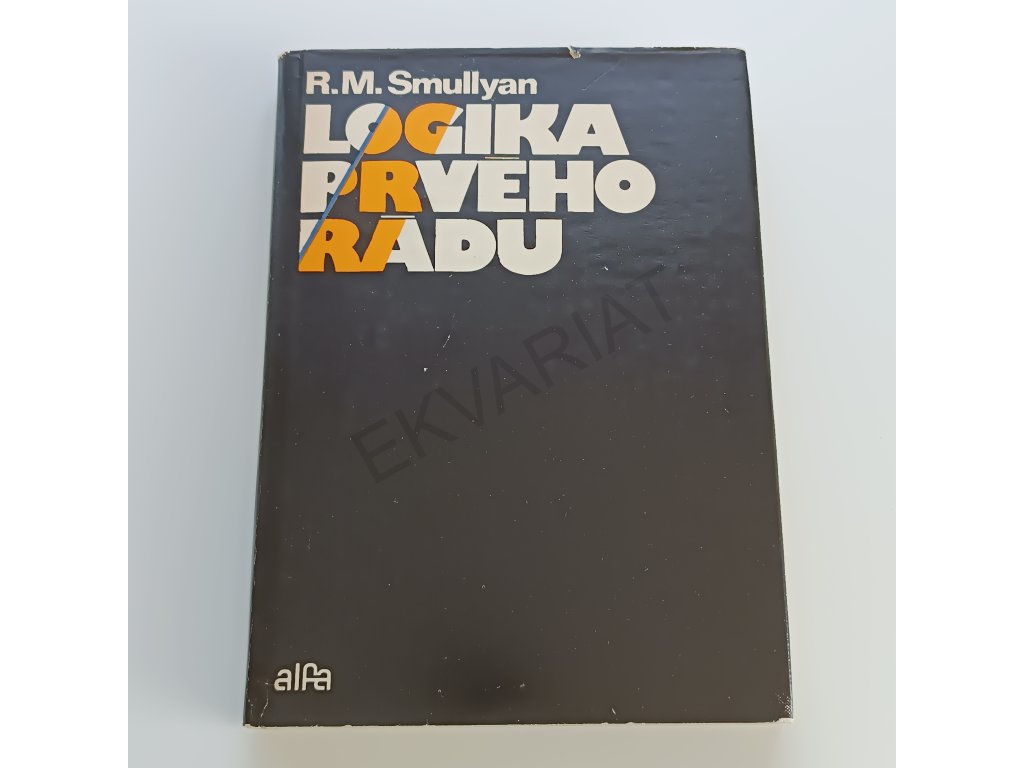 R.M. Smullyan
LOGIKA
PRVÉHO
RÁDU
EKVARIAT
alfa